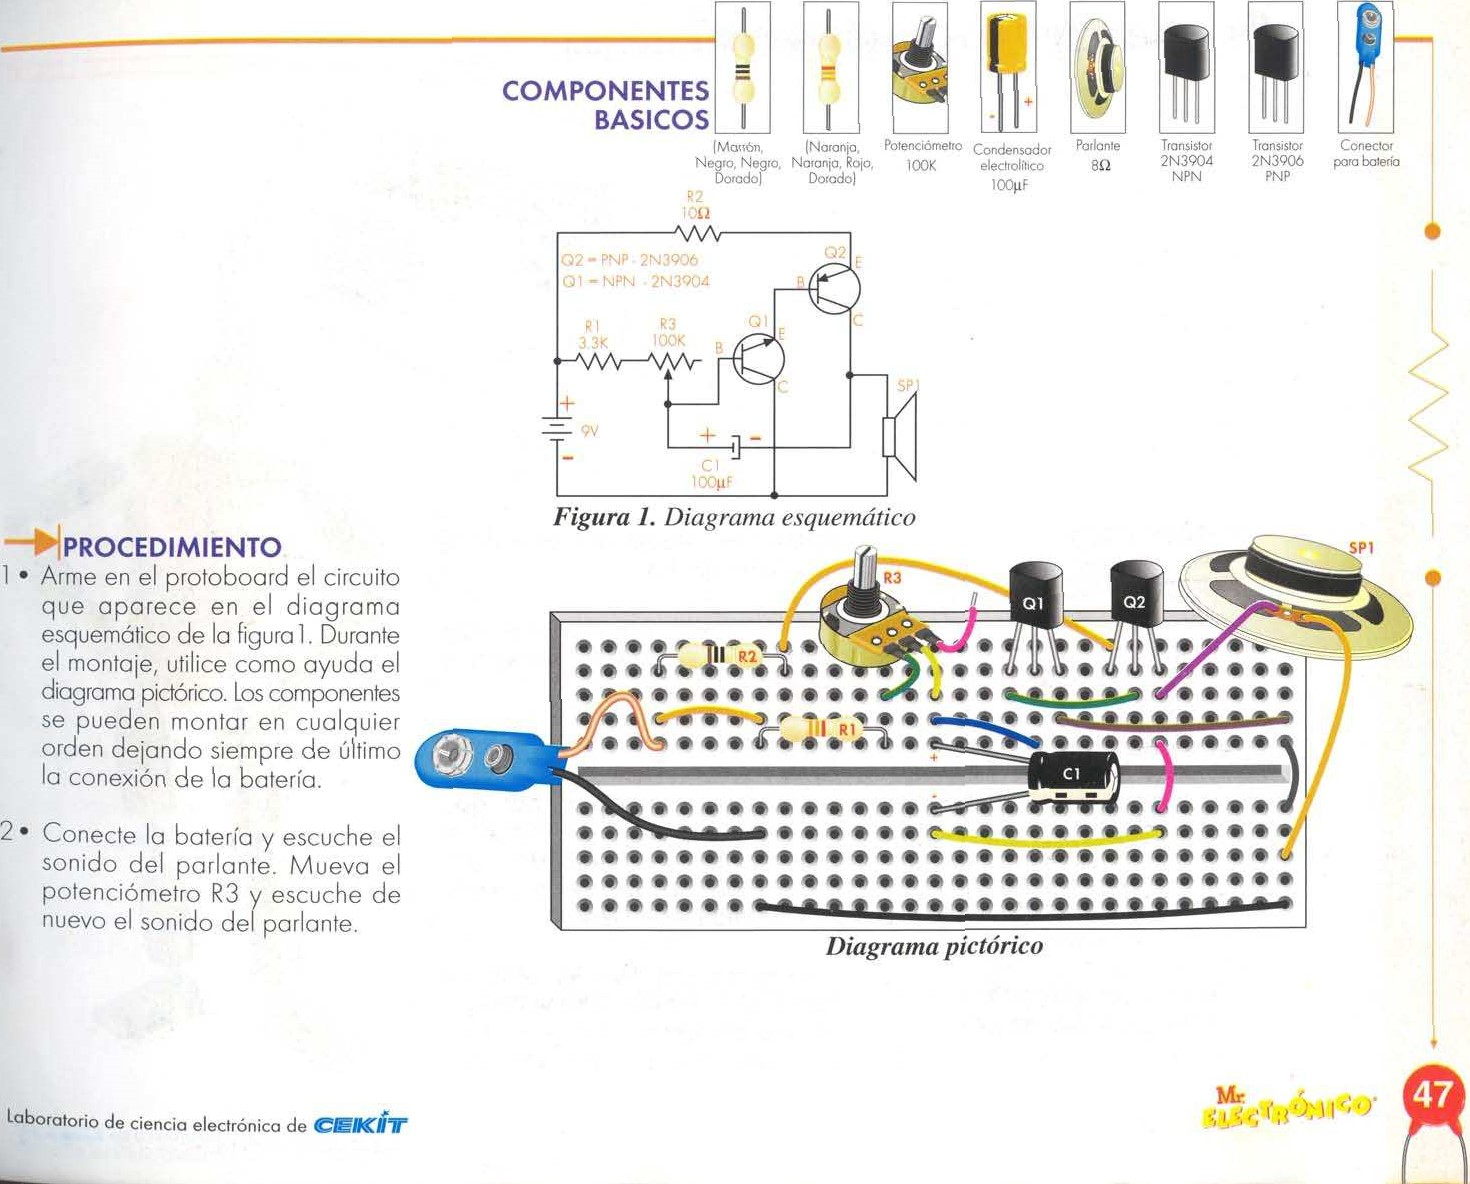 COMPONENTES
BASICOS
(Marrón,
Negro, Negro,
Dorado)
(Naranja,
Naranja, Rojo,
Dorado)
Potenciómetro
100K
-
+
Condensador
electrolítico
100µF
Parlante
8Ω
Transistor
2N3904
NPN
Transistor
2N3906
PNP
Conector
para batería
R2
10Ω
Q2 = PNP - 2N3906
Q1 = NPN - 2N3904
Q2
E
B
C
R1
3.3K
R3
100K
Q1
E
B
C
SP1
+
9V
-
+
-
C1
100µF
Figura 1. Diagrama esquemático
PROCEDIMIENTO
1 • Arme en el protoboard el circuito
que aparece en el diagrama
esquemático de la figura1. Durante
el montaje, utilice como ayuda el
diagrama pictórico. Los componentes
se pueden montar en cualquier
orden dejando siempre de último
la conexión de la batería.
2 • Conecte la batería y escuche el
sonido del parlante. Mueva el
potenciómetro R3 y escuche de
nuevo el sonido del parlante.
SP1
R3
Q1
Q2
R2
R1
+
C1
-
Diagrama pictórico
Laboratorio de ciencia electrónica de CEKIT
Mr.
ELECTRÓNICO
47